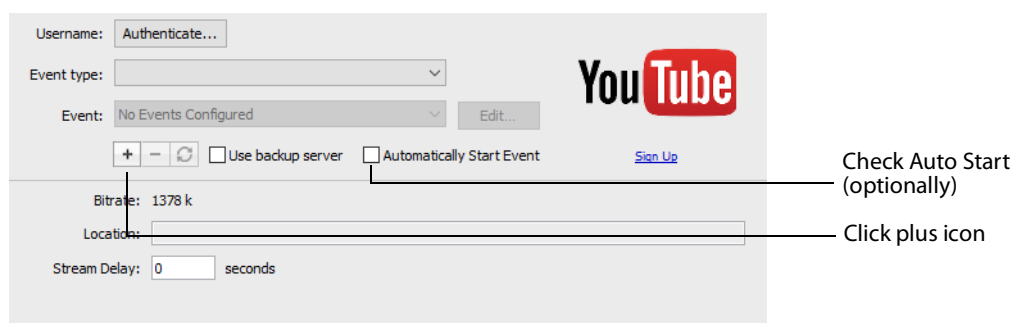 Username: Authenticate...
Event type:
YouTube
Event: No Events Configured Edit...
+ − Use backup server Automatically Start Event Sign Up
Check Auto Start
(optionally)
Bitrate: 1378 k
Location:
Click plus icon
Stream Delay: 0 seconds